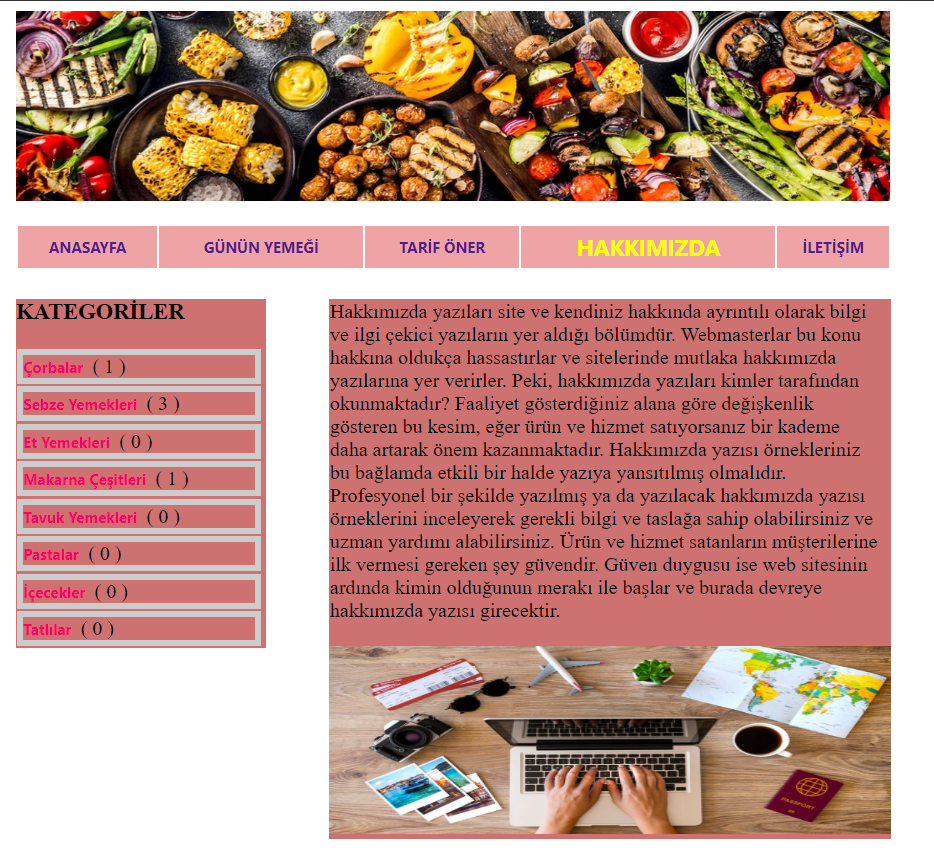 ANASAYFA GÜNÜN YEMEĞİ TARİF ÖNER HAKKIMIZDA İLETİŞİM
KATEGORİLER
Çorbalar ( 1 )
Sebze Yemekleri ( 3 )
Et Yemekleri ( 0 )
Makarna Çeşitleri ( 1 )
Tavuk Yemekleri ( 0 )
Pastalar ( 0 )
İçecekler ( 0 )
Tatlılar ( 0 )
Hakkımızda yazıları site ve kendiniz hakkında ayrıntılı olarak bilgi
ve ilgi çekici yazıların yer aldığı bölümdür. Webmasterlar bu konu
hakkına oldukça hassastırlar ve sitelerinde mutlaka hakkımızda
yazılarına yer verirler. Peki, hakkımızda yazıları kimler tarafından
okunmaktadır? Faaliyet gösterdiğiniz alana göre değişkenlik
gösteren bu kesim, eğer ürün ve hizmet satıyorsanız bir kademe
daha artarak önem kazanmaktadır. Hakkımızda yazısı örnekleriniz
bu bağlamda etkili bir halde yazıya yansıtılmış olmalıdır.
Profesyonel bir şekilde yazılmış ya da yazılacak hakkımızda yazısı
örneklerini inceleyerek gerekli bilgi ve taslağa sahip olabilirsiniz ve
uzman yardımı alabilirsiniz. Ürün ve hizmet satanların müşterilerine
ilk vermesi gereken şey güvendir. Güven duygusu ise web sitesinin
ardında kimin olduğunun merakı ile başlar ve burada devreye
hakkımızda yazısı girecektir.
PASSPORT